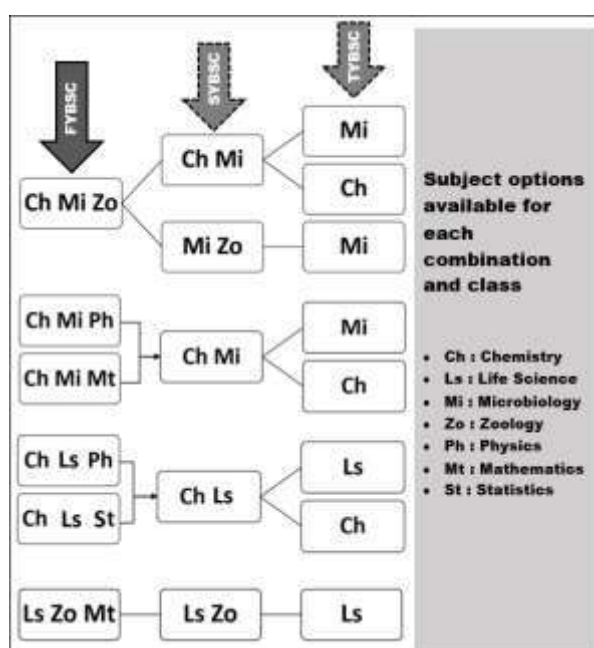 FYBSC
SYBSC
TYBSC
Ch Mi Zo
Ch Mi
Mi
Ch
Mi Zo
Mi
Ch Mi Ph
Ch Mi Mt
Ch Mi
Mi
Ch
Ch Ls Ph
Ch Ls St
Ch Ls
Ls
Ch
Ls Zo Mt
Ls Zo
Ls
Subject options
available for
each
combination
and class
• Ch : Chemistry
• Ls : Life Science
• Mi : Microbiology
• Zo : Zoology
• Ph : Physics
• Mt : Mathematics
• St : Statistics